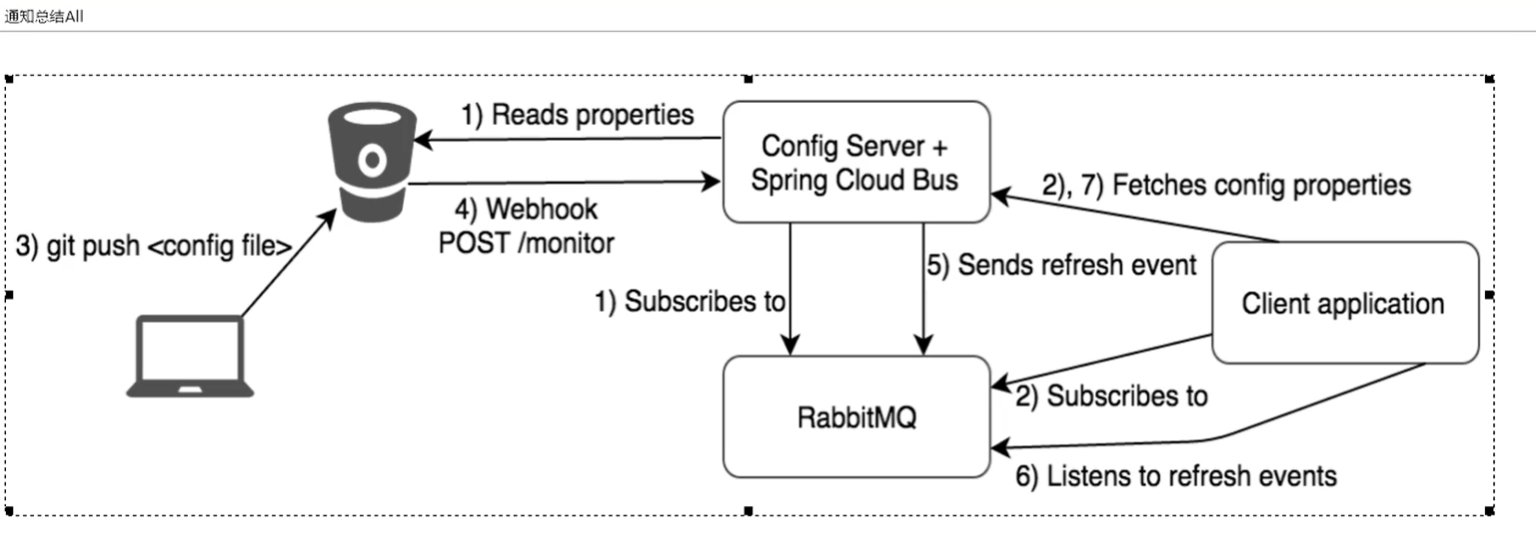 通知总结All
1) Reads properties
Config Server +
Spring Cloud Bus
2), 7) Fetches config properties
4) Webhook
POST /monitor
3) git push <config file>
5) Sends refresh event
1) Subscribes to
Client application
RabbitMQ
2) Subscribes to
6) Listens to refresh events